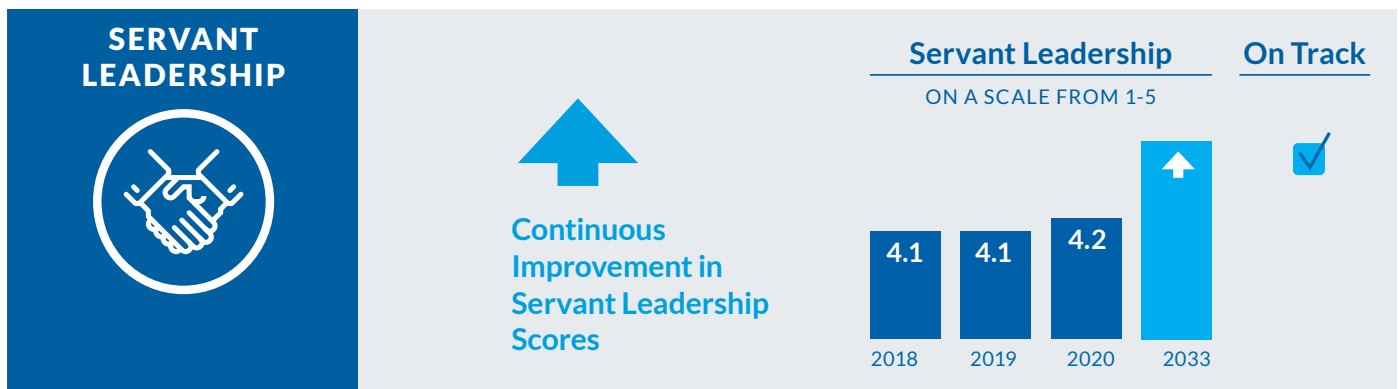 SERVANT
LEADERSHIP
Continuous
Improvement in
Servant Leadership
Scores
Servant Leadership
ON A SCALE FROM 1-5
4.1
4.1
4.2
2018
2019
2020
2033
On Track